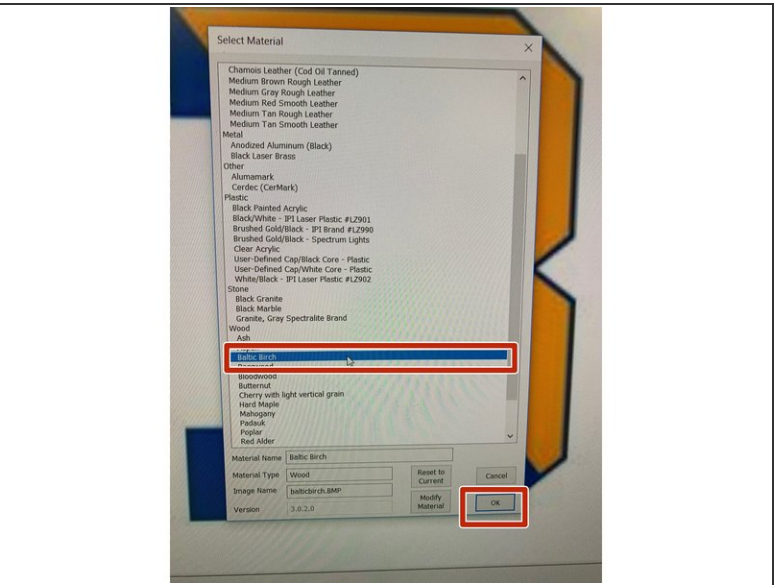 Select Material
Chamois Leather (Cod Oil Tanned)
Medium Brown Rough Leather
Medium Gray Rough Leather
Medium Red Smooth Leather
Medium Tan Rough Leather
Medium Tan Smooth Leather
Metal
Anodized Aluminum (Black)
Black Laser Brass
Other
Alumamark
Cerdec (CerMark)
Plastic
Black Painted Acrylic
Black/White - IPI Laser Plastic #LZ901
Brushed Gold/Black - IPI Brand #LZ990
Brushed Gold/Black - Spectrum Lights
Clear Acrylic
User-Defined Cap/Black Core - Plastic
User-Defined Cap/White Core - Plastic
White/Black - IPI Laser Plastic #LZ902
Stone
Black Granite
Black Marble
Granite, Gray Spectralite Brand
Wood
Ash
Baltic Birch
Bloodwood
Butternut
Cherry with light vertical grain
Hard Maple
Mahogany
Padauk
Poplar
Red Alder
Material Name Baltic Birch
Material Type Wood
Reset to Current
Cancel
Image Name balticbirch.BMP
Modify Material
OK
Version 3.8.2.0